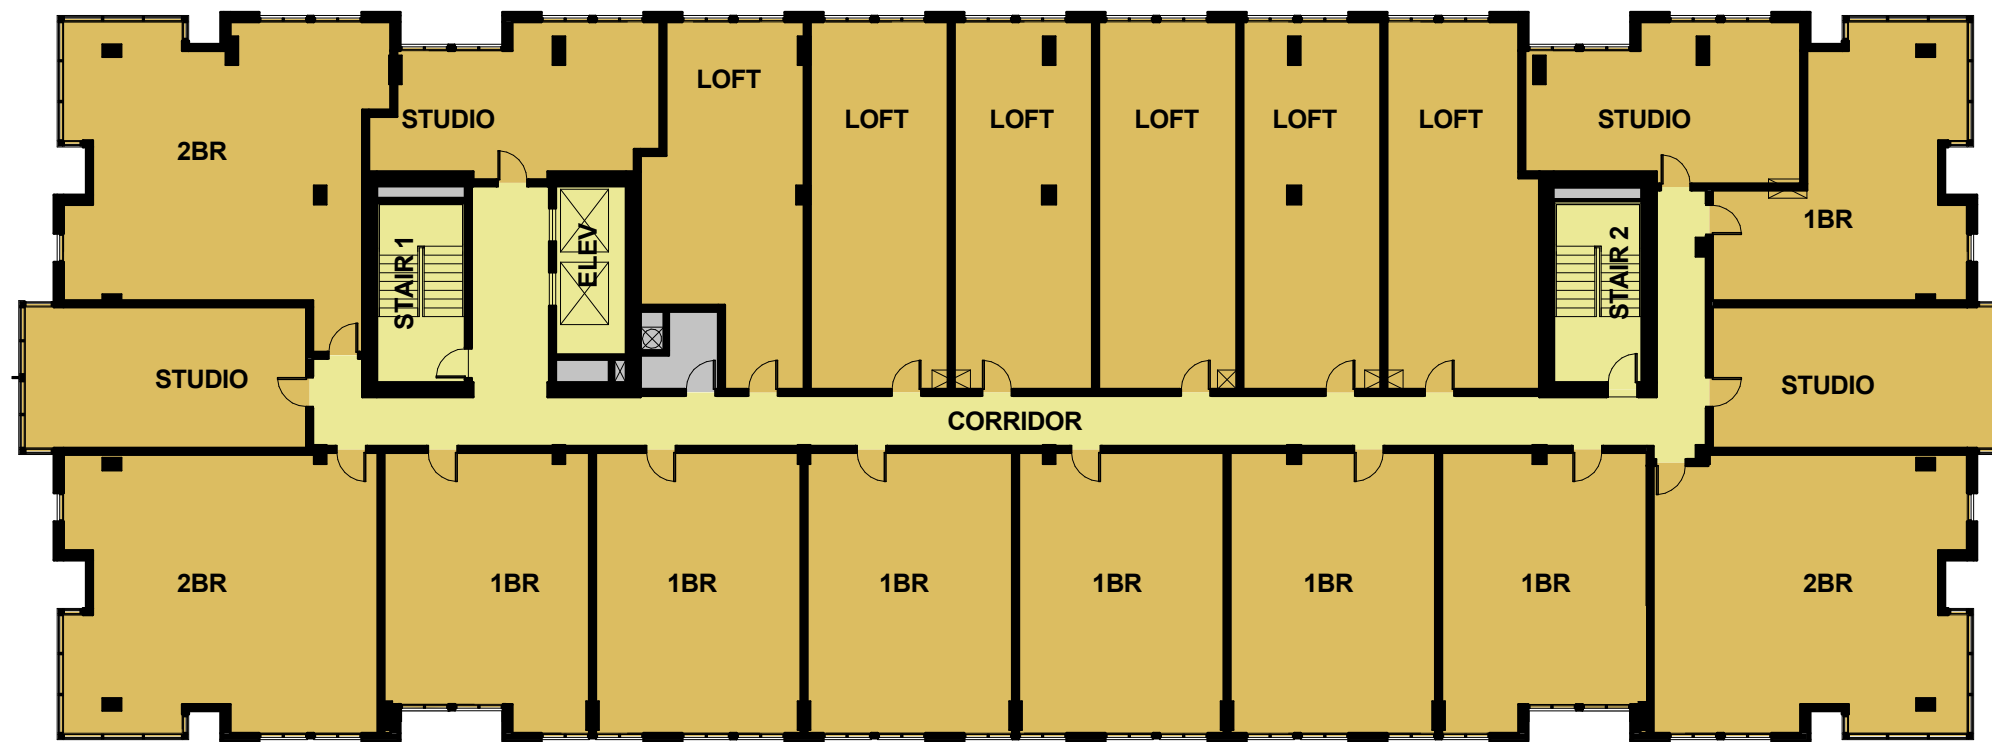 LOFT
LOFT
LOFT
LOFT
LOFT
LOFT
STUDIO
STUDIO
2BR
1BR
STAIR 1
ELEV
STAIR 2
STUDIO
STUDIO
CORRIDOR
2BR
1BR
1BR
1BR
1BR
1BR
1BR
2BR